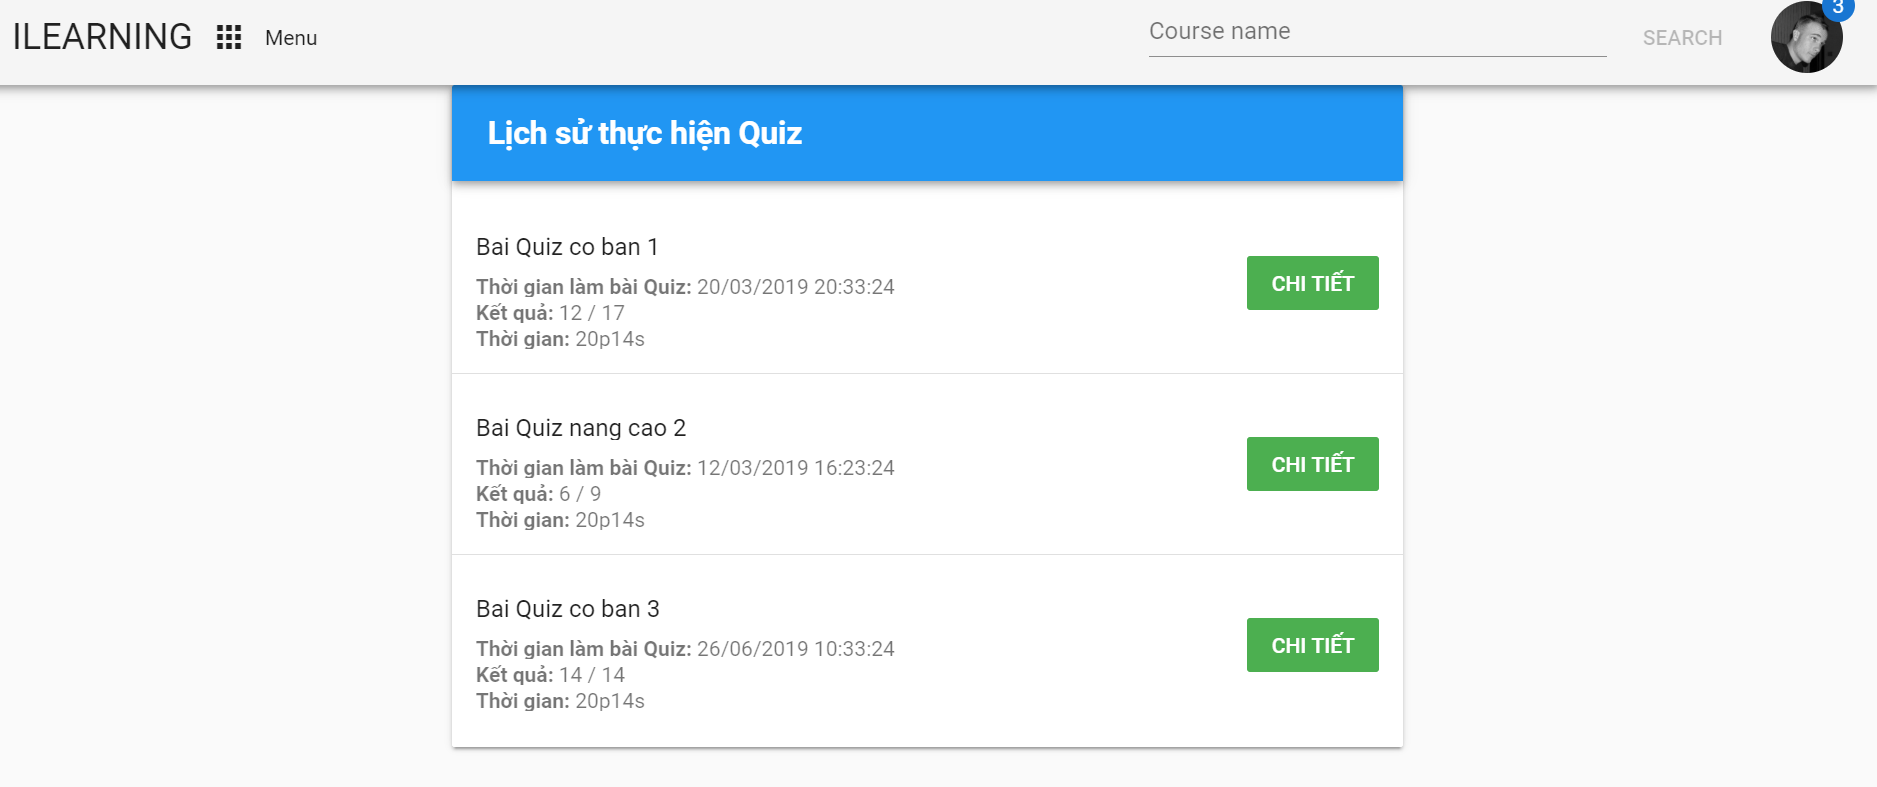 ILEARNING Menu Course name SEARCH 3
Lịch sử thực hiện Quiz
Bai Quiz co ban 1
Thời gian làm bài Quiz: 20/03/2019 20:33:24
Kết quả: 12 / 17
Thời gian: 20p14s
CHI TIẾT
Bai Quiz nang cao 2
Thời gian làm bài Quiz: 12/03/2019 16:23:24
Kết quả: 6 / 9
Thời gian: 20p14s
CHI TIẾT
Bai Quiz co ban 3
Thời gian làm bài Quiz: 26/06/2019 10:33:24
Kết quả: 14 / 14
Thời gian: 20p14s
CHI TIẾT